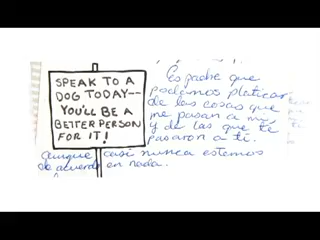 SPEAK TO A
DOG TODAY--
YOU'LL BE A
BETTER PERSON
FOR IT!
Es padre que
podamos platicar
de las cosas que
me pasan a mi
y de las que te
pasaron a ti.
aunque casi nunca estemos
de acuerdo en nada.